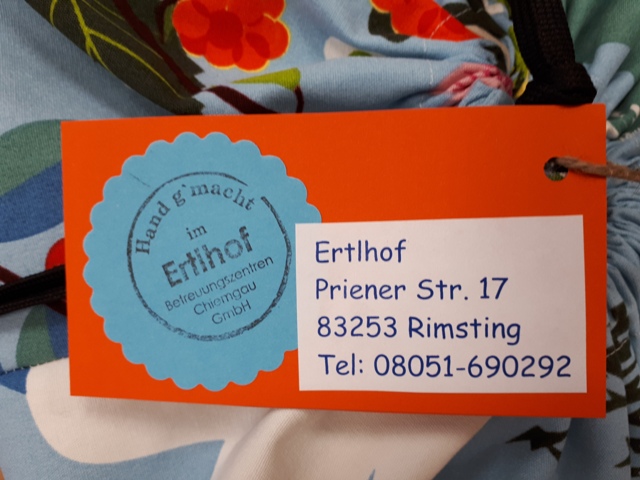 Hand g'macht
im
Ertlhof
Betreuungszentren
Chiemgau
GmbH
Ertlhof
Priener Str. 17
83253 Rimsting
Tel: 08051-690292